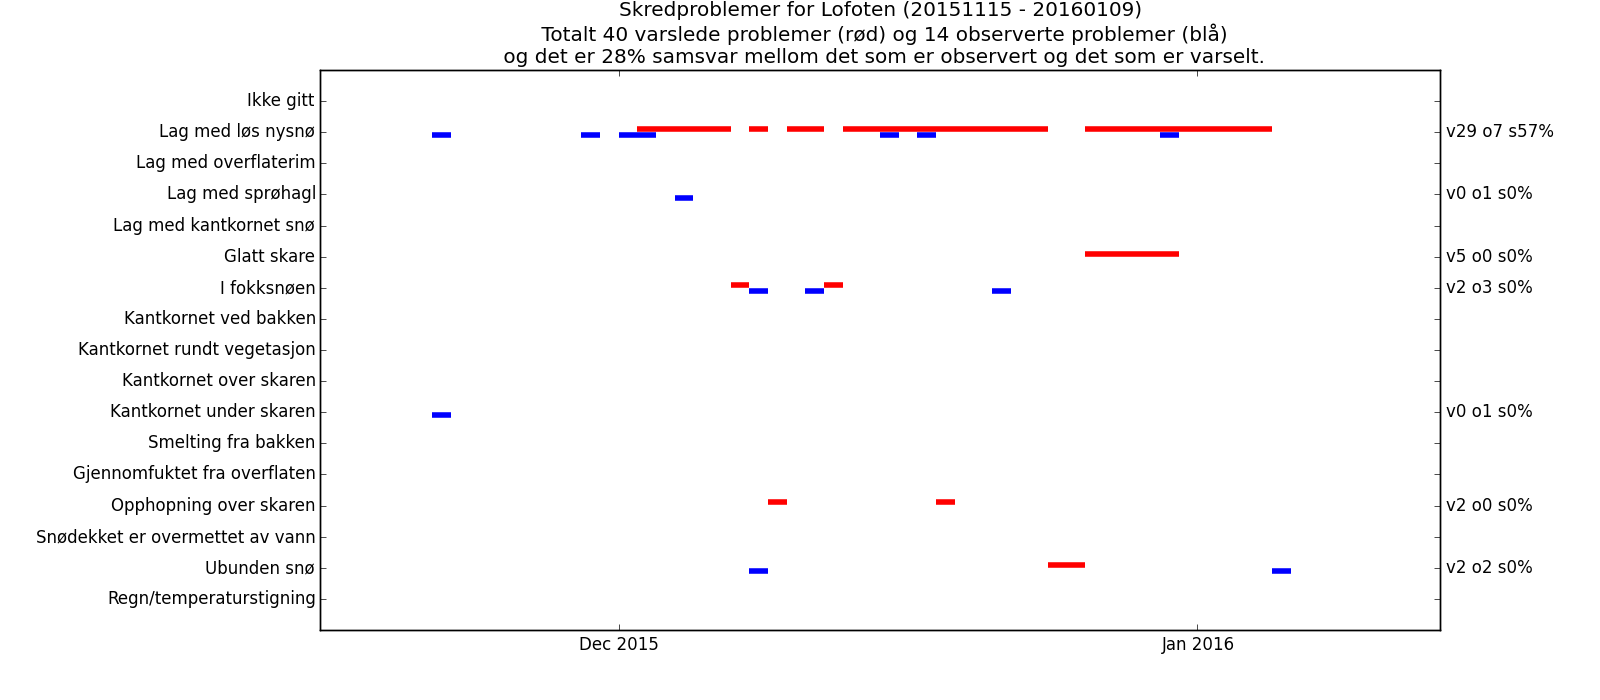 Skredproblemer for Lofoten (20151115 - 20160109)
Totalt 40 varslede problemer (rød) og 14 observerte problemer (blå)
og det er 28% samsvar mellom det som er observert og det som er varselt.
Ikke gitt
Lag med løs nysnø v29 o7 s57%
Lag med overflaterim
Lag med sprøhagl v0 o1 s0%
Lag med kantkornet snø
Glatt skare v5 o0 s0%
I fokksnøen v2 o3 s0%
Kantkornet ved bakken
Kantkornet rundt vegetasjon
Kantkornet over skaren
Kantkornet under skaren v0 o1 s0%
Smelting fra bakken
Gjennomfuktet fra overflaten
Opphopning over skaren v2 o0 s0%
Snødekket er overmettet av vann
Ubunden snø v2 o2 s0%
Regn/temperaturstigning
Dec 2015 Jan 2016